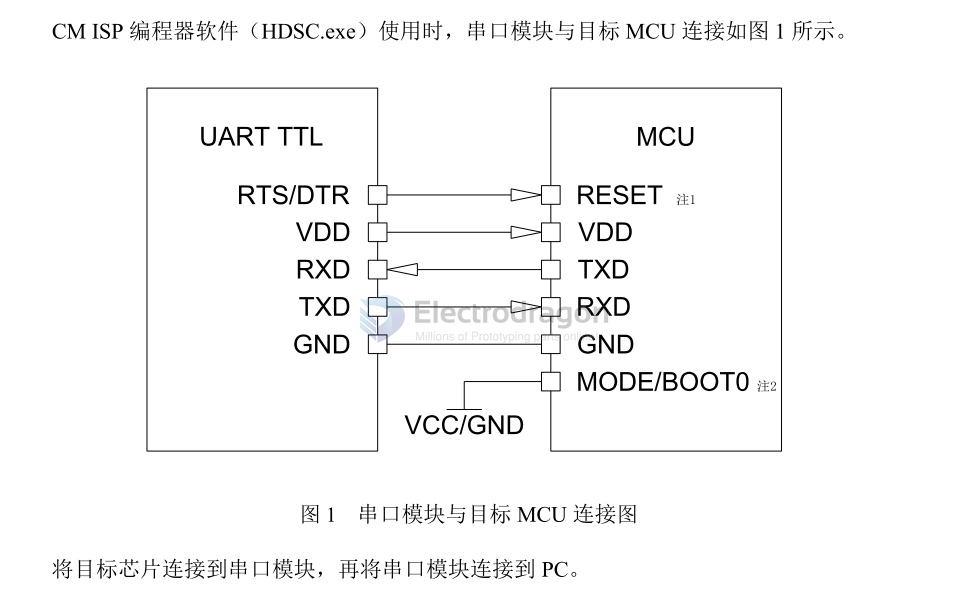 CM ISP 编程器软件（HDSC.exe）使用时，串口模块与目标 MCU 连接如图 1 所示。
UART TTL
MCU
RTS/DTR
RESET 注1
VDD
VDD
RXD
TXD
TXD
RXD
GND
GND
MODE/BOOT0 注2
VCC/GND
Electrodragon
Millions of Prototyping parts online
图 1 串口模块与目标 MCU 连接图
将目标芯片连接到串口模块，再将串口模块连接到 PC。